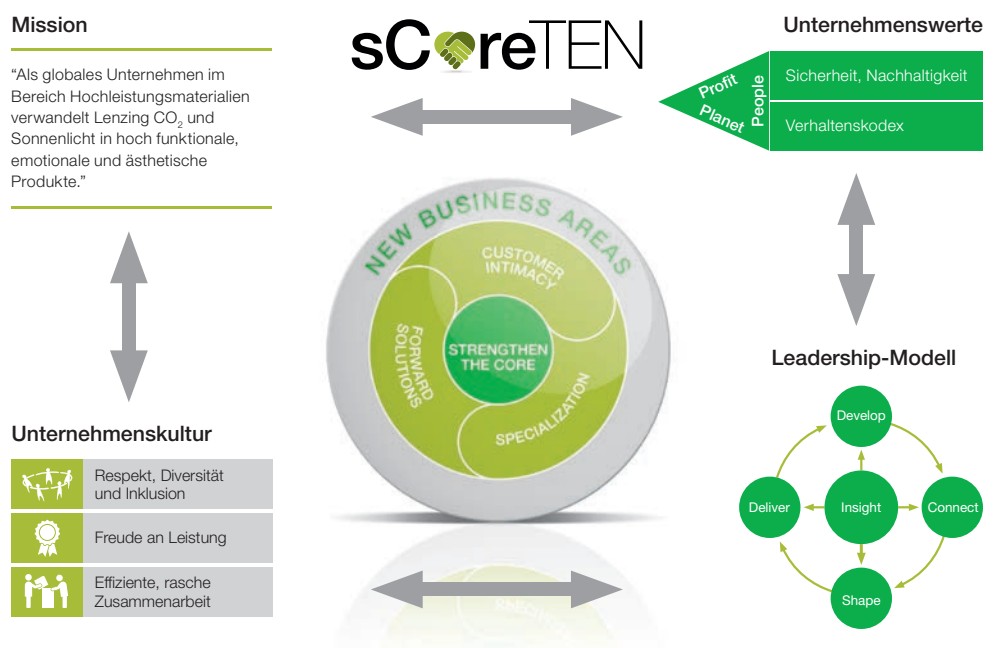 Mission
“Als globales Unternehmen im
Bereich Hochleistungsmaterialien
verwandelt Lenzing CO₂ und
Sonnenlicht in hoch funktionale,
emotionale und ästhetische
Produkte.”
Unternehmenskultur
Respekt, Diversität
und Inklusion
Freude an Leistung
Effiziente, rasche
Zusammenarbeit
sCoreTEN
NEW BUSINESS AREAS
CUSTOMER
INTIMACY
FORWARD
SOLUTIONS
STRENGTHEN
THE CORE
SPECIALIZATION
Unternehmenswerte
Profit
Planet
People
Sicherheit, Nachhaltigkeit
Verhaltenskodex
Leadership-Modell
Develop
Deliver
Insight
Connect
Shape